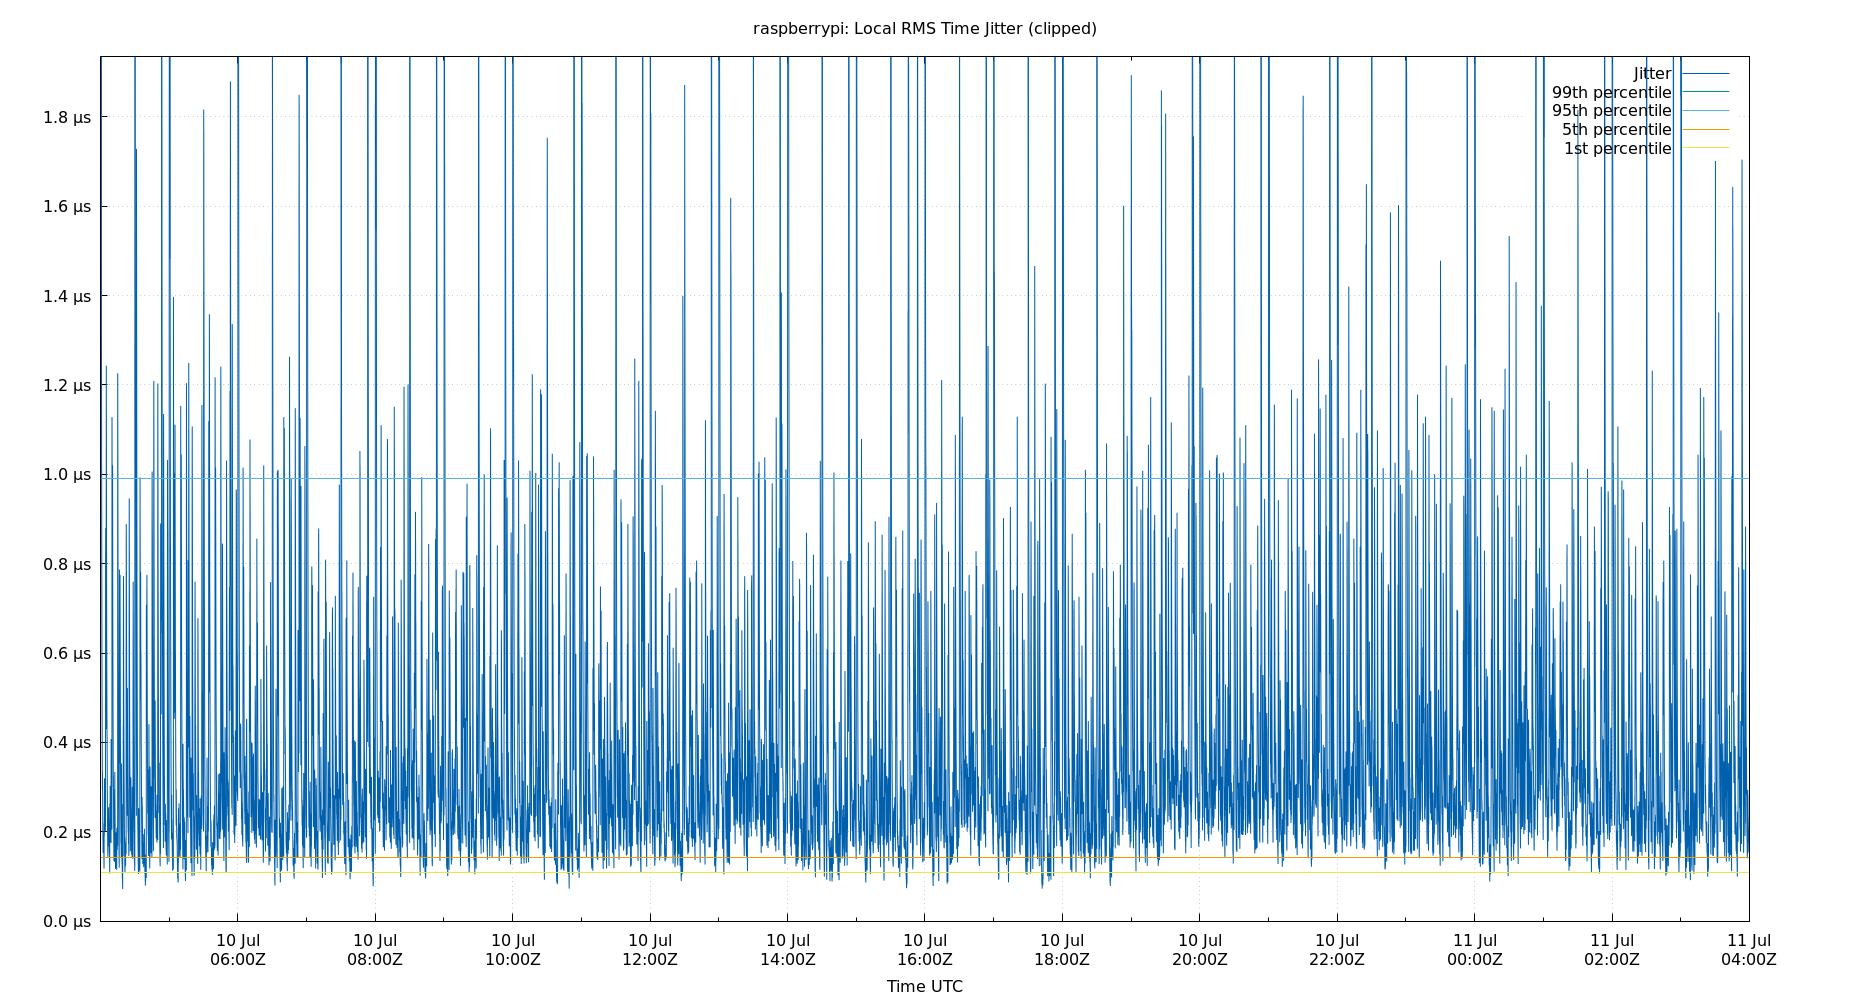 raspberrypi: Local RMS Time Jitter (clipped)
Jitter
99th percentile
95th percentile
5th percentile
1st percentile
1.8 µs
1.6 µs
1.4 µs
1.2 µs
1.0 µs
0.8 µs
0.6 µs
0.4 µs
0.2 µs
0.0 µs
10 Jul 10 Jul 10 Jul 10 Jul 10 Jul 10 Jul 10 Jul 10 Jul 10 Jul 11 Jul 11 Jul 11 Jul
06:00Z 08:00Z 10:00Z 12:00Z 14:00Z 16:00Z 18:00Z 20:00Z 22:00Z 00:00Z 02:00Z 04:00Z
Time UTC